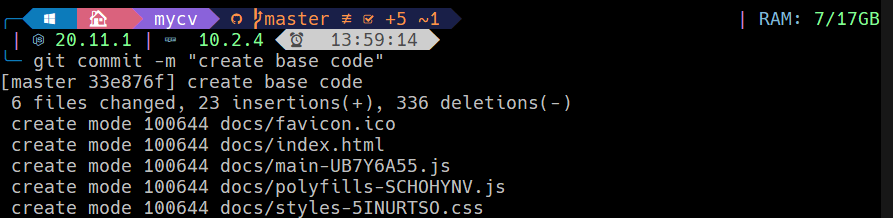 mycv master ≢ +5 ~1 | RAM: 7/17GB
| 20.11.1 | 10.2.4 13:59:14
git commit -m "create base code"
[master 33e876f] create base code
6 files changed, 23 insertions(+), 336 deletions(-)
create mode 100644 docs/favicon.ico
create mode 100644 docs/index.html
create mode 100644 docs/main-UB7Y6A55.js
create mode 100644 docs/polyfills-SCHOHYNV.js
create mode 100644 docs/styles-5INURTSO.css